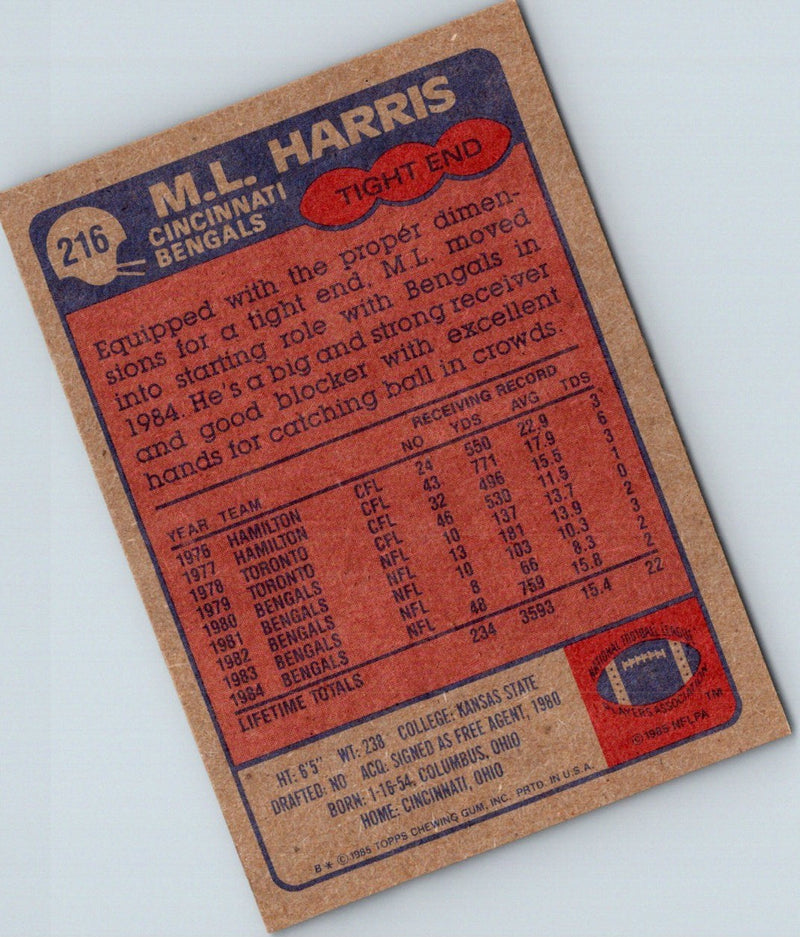 216
M.L. HARRIS
CINCINNATI
BENGALS
TIGHT END
Equipped with the proper dimen-
sions for a tight end, M.L. moved
into starting role with Bengals in
1984. He's a big and strong receiver
and good blocker with excellent
hands for catching ball in crowds.
RECEIVING RECORD
YEAR TEAM NO YDS AVG TDS
1976 HAMILTON CFL 24 550 22.9 3
1977 HAMILTON CFL 43 771 17.9 6
1978 TORONTO CFL 32 496 15.5 3
1979 TORONTO CFL 46 530 11.5 1
1980 BENGALS NFL 10 137 13.7 0
1981 BENGALS NFL 13 181 13.9 2
1982 BENGALS NFL 10 103 10.3 3
1983 BENGALS NFL 8 66 8.3 2
1984 BENGALS NFL 48 759 15.8 2
LIFETIME TOTALS 234 3593 15.4 22
HT: 6'5" WT: 238 COLLEGE: KANSAS STATE
DRAFTED: NO ACQ: SIGNED AS FREE AGENT, 1980
BORN: 1-16-54, COLUMBUS, OHIO
HOME: CINCINNATI, OHIO
NATIONAL FOOTBALL LEAGUE
PLAYERS ASSOCIATION
TM
© 1985 NFLPA
B * © 1985 TOPPS CHEWING GUM, INC. PRTD. IN U.S.A.